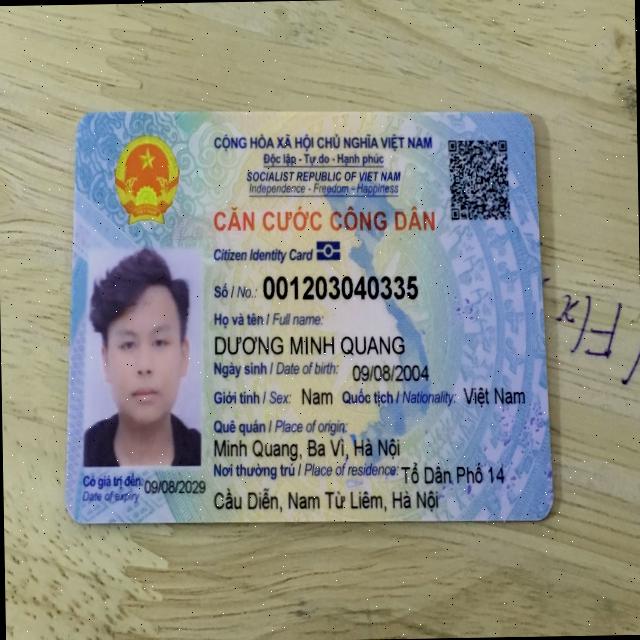 CỘNG HÒA XÃ HỘI CHỦ NGHĨA VIỆT NAM
Độc lập - Tự do - Hạnh phúc
SOCIALIST REPUBLIC OF VIET NAM
Independence - Freedom - Happiness
CĂN CƯỚC CÔNG DÂN
Citizen Identity Card
Số / No.: 001203040335
Họ và tên / Full name:
DƯƠNG MINH QUANG
Ngày sinh / Date of birth: 09/08/2004
Giới tính / Sex: Nam Quốc tịch / Nationality: Việt Nam
Quê quán / Place of origin:
Minh Quang, Ba Vì, Hà Nội
Nơi thường trú / Place of residence: Tổ Dân Phố 14
Cầu Diễn, Nam Từ Liêm, Hà Nội
Có giá trị đến: 09/08/2029
Date of expiry